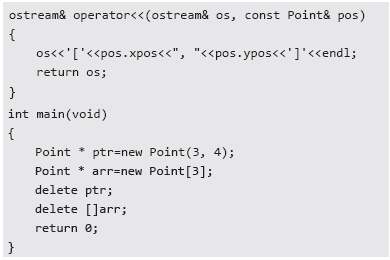 ostream& operator<<(ostream& os, const Point& pos)
{
    os<<'['<<pos.xpos<<", "<<pos.ypos<<']'<<endl;
    return os;
}
int main(void)
{
    Point * ptr=new Point(3, 4);
    Point * arr=new Point[3];
    delete ptr;
    delete []arr;
    return 0;
}